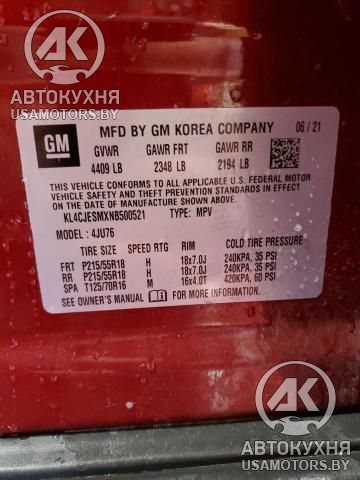 АК
АВТОКУХНЯ
USAMOTORS.BY
АК
АВТОКУХНЯ
USAMOTORS.BY
GM
MFD BY GM KOREA COMPANY 06 / 21
GVWR GAWR FRT GAWR RR
4409 LB 2348 LB 2194 LB
THIS VEHICLE CONFORMS TO ALL APPLICABLE U.S. FEDERAL MOTOR
VEHICLE SAFETY AND THEFT PREVENTION STANDARDS IN EFFECT
ON THE DATE OF MANUFACTURE SHOWN ABOVE.
KL4CJESMXNB500521 TYPE: MPV
MODEL: 4JU76
TIRE SIZE SPEED RTG RIM COLD TIRE PRESSURE
FRT P215/55R18 H 18x7.0J 240KPA, 35 PSI
RR P215/55R18 H 18x7.0J 240KPA, 35 PSI
SPA T125/70R16 M 16x4.0T 420KPA, 60 PSI
SEE OWNER'S MANUAL FOR MORE INFORMATION.
АК
АВТОКУХНЯ
USAMOTORS.BY